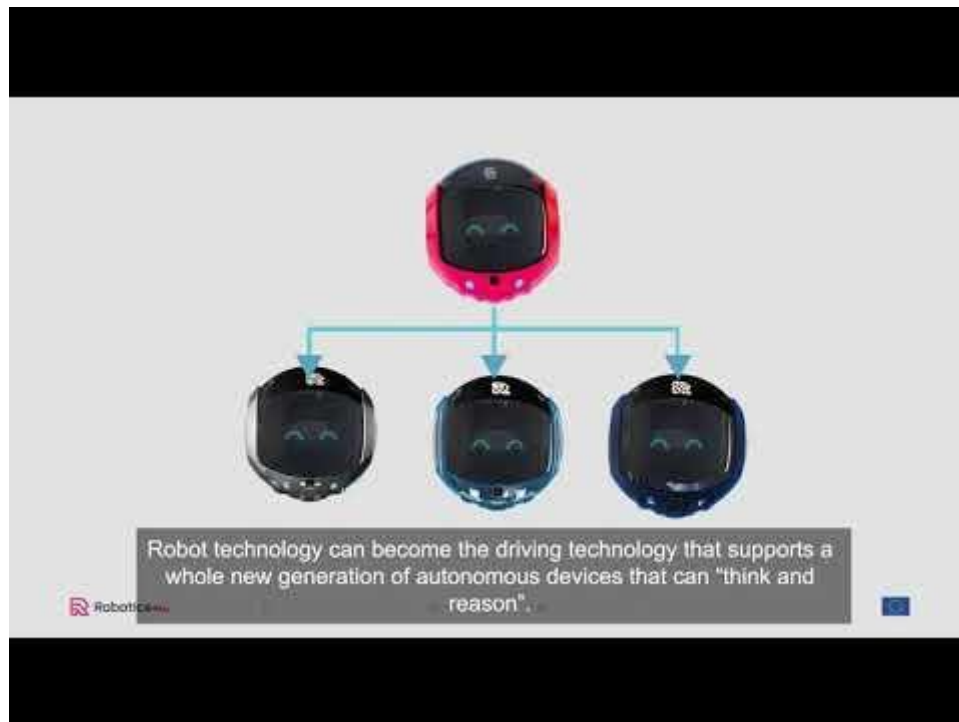 Robot technology can become the driving technology that supports a
whole new generation of autonomous devices that can "think and
reason".
Robotics